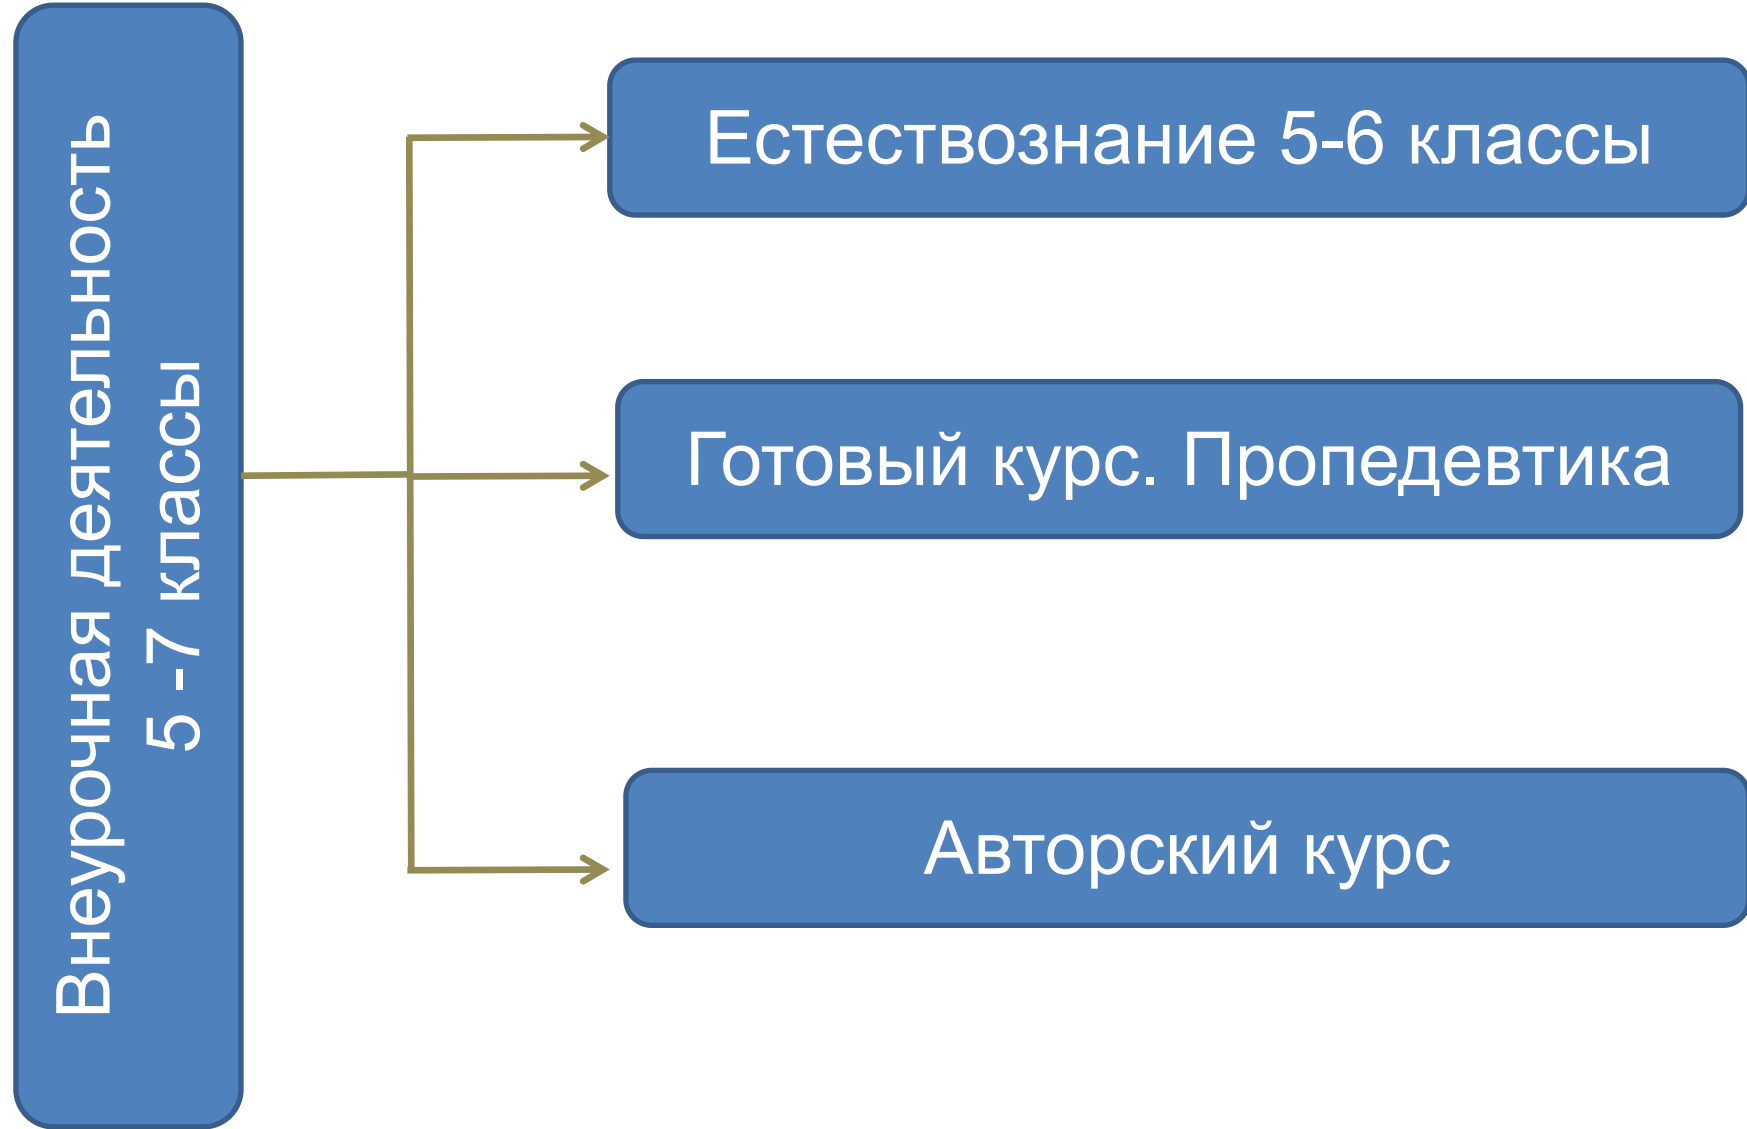 Внеурочная деятельность
5 -7 классы
Естествознание 5-6 классы
Готовый курс. Пропедевтика
Авторский курс